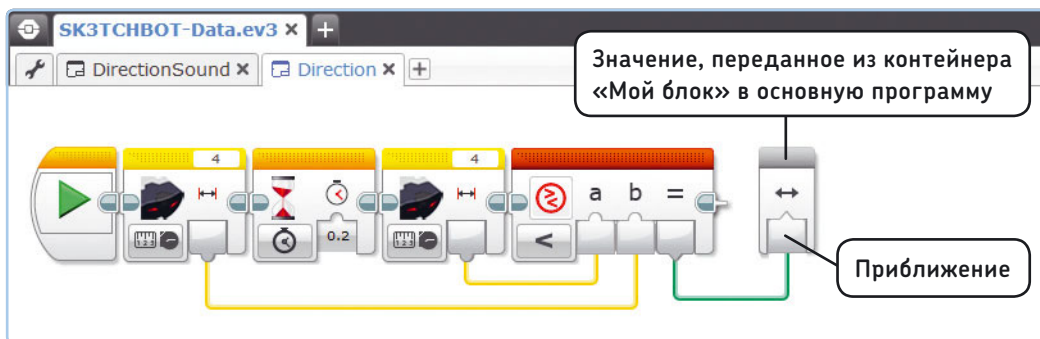 SK3TCHBOT-Data.ev3 × +
DirectionSound × Direction × +
Значение, переданное из контейнера
«Мой блок» в основную программу
4 4
a b =
< 0.2
Приближение